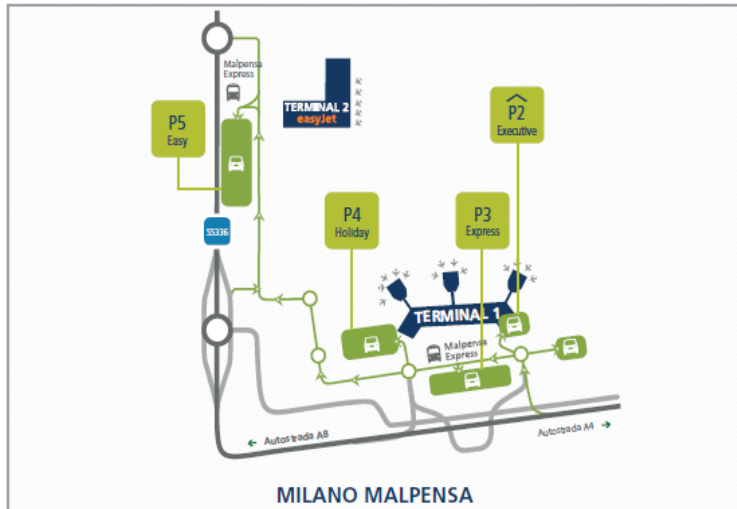 Malpensa
Express
TERMINAL 2
easyJet
P2
Executive
P5
Easy
P4
Holiday
P3
Express
SS336
TERMINAL 1
Malpensa
Express
Autostrada A8
Autostrada A4
MILANO MALPENSA